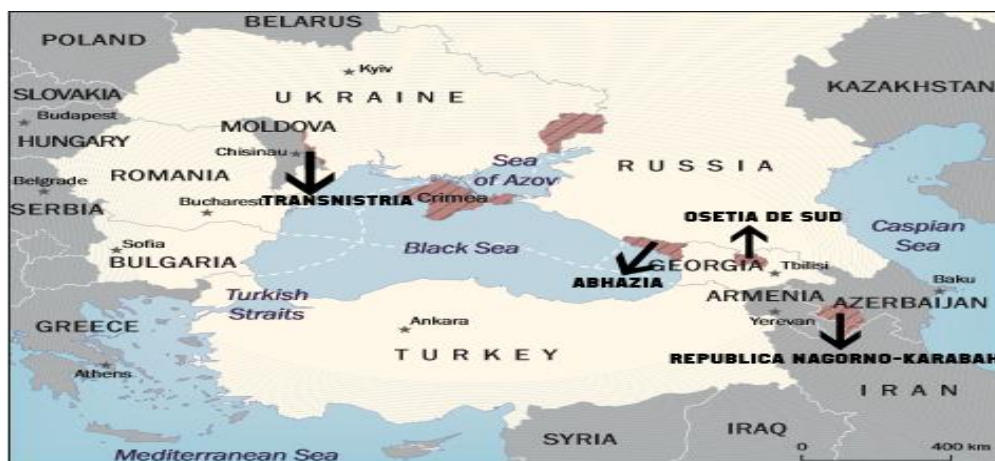 BELARUS
POLAND
Kyiv
KAZAKHSTAN
SLOVAKIA
UKRAINE
Budapest
MOLDOVA
HUNGARY
Chisinau
Sea
of Azov
RUSSIA
ROMANIA
Belgrade
TRANSNISTRIA
Crimea
SERBIA
Bucharest
OSETIA DE SUD
Caspian
Sea
Sofia
Black Sea
BULGARIA
GEORGIA
Tbilisi
ABHAZIA
Baku
Turkish
Straits
ARMENIA
AZERBAIJAN
GREECE
Ankara
Yerevan
TURKEY
REPUBLICA NAGORNO-KARABAH
Athens
IRAN
SYRIA
IRAQ
Mediterranean Sea
0 400 km